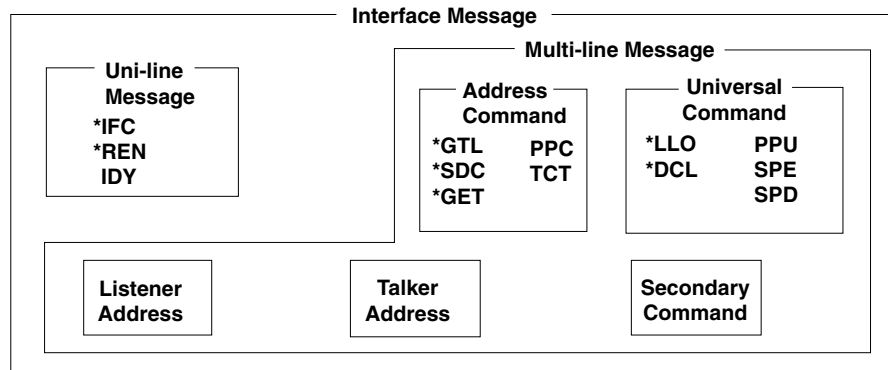 Interface Message
Multi-line Message
Uni-line
Message
*IFC
*REN
IDY
Address
Command
*GTL PPC
*SDC TCT
*GET
Universal
Command
*LLO PPU
*DCL SPE
SPD
Listener
Address
Talker
Address
Secondary
Command